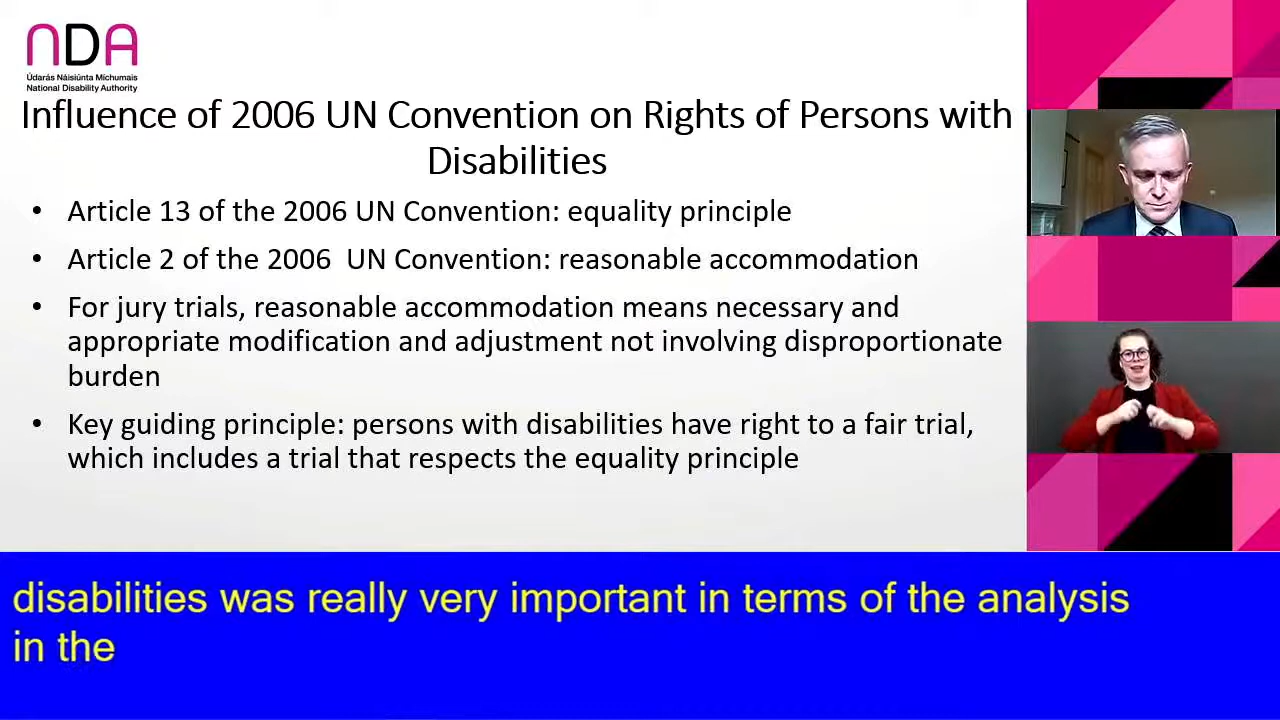 NDA
Údarás Náisiúnta Míchumais
National Disability Authority
Influence of 2006 UN Convention on Rights of Persons with
Disabilities
• Article 13 of the 2006 UN Convention: equality principle
• Article 2 of the 2006 UN Convention: reasonable accommodation
• For jury trials, reasonable accommodation means necessary and
appropriate modification and adjustment not involving disproportionate
burden
• Key guiding principle: persons with disabilities have right to a fair trial,
which includes a trial that respects the equality principle
disabilities was really very important in terms of the analysis
in the